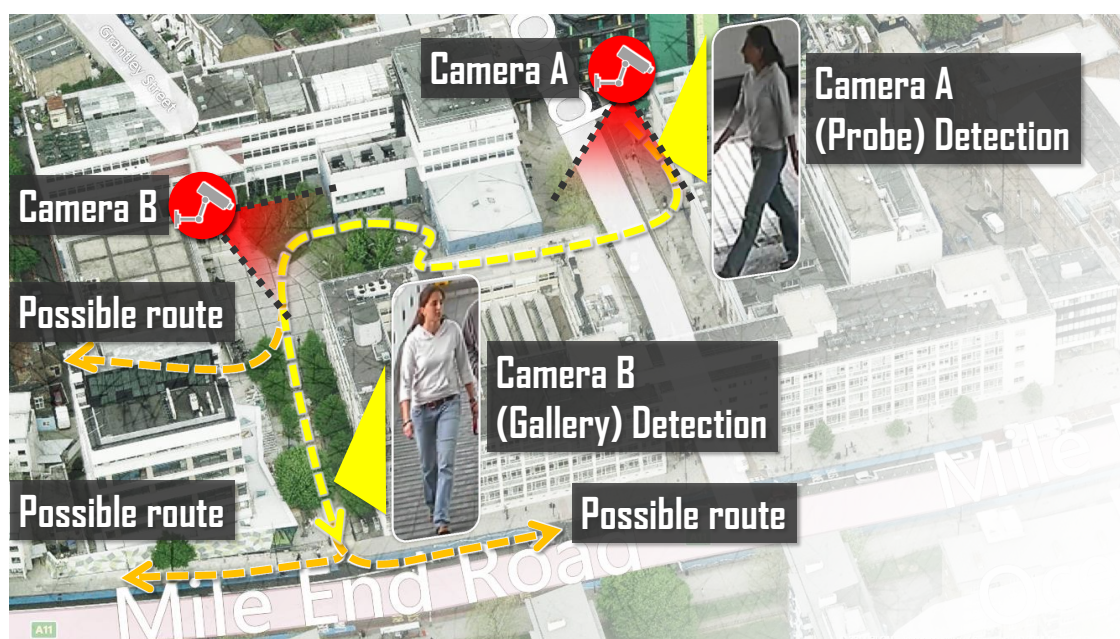 Grantley Street
Camera A
Camera A
(Probe) Detection
Camera B
Possible route
Camera B
(Gallery) Detection
Possible route
Possible route
Mile End Road
Mile
A11